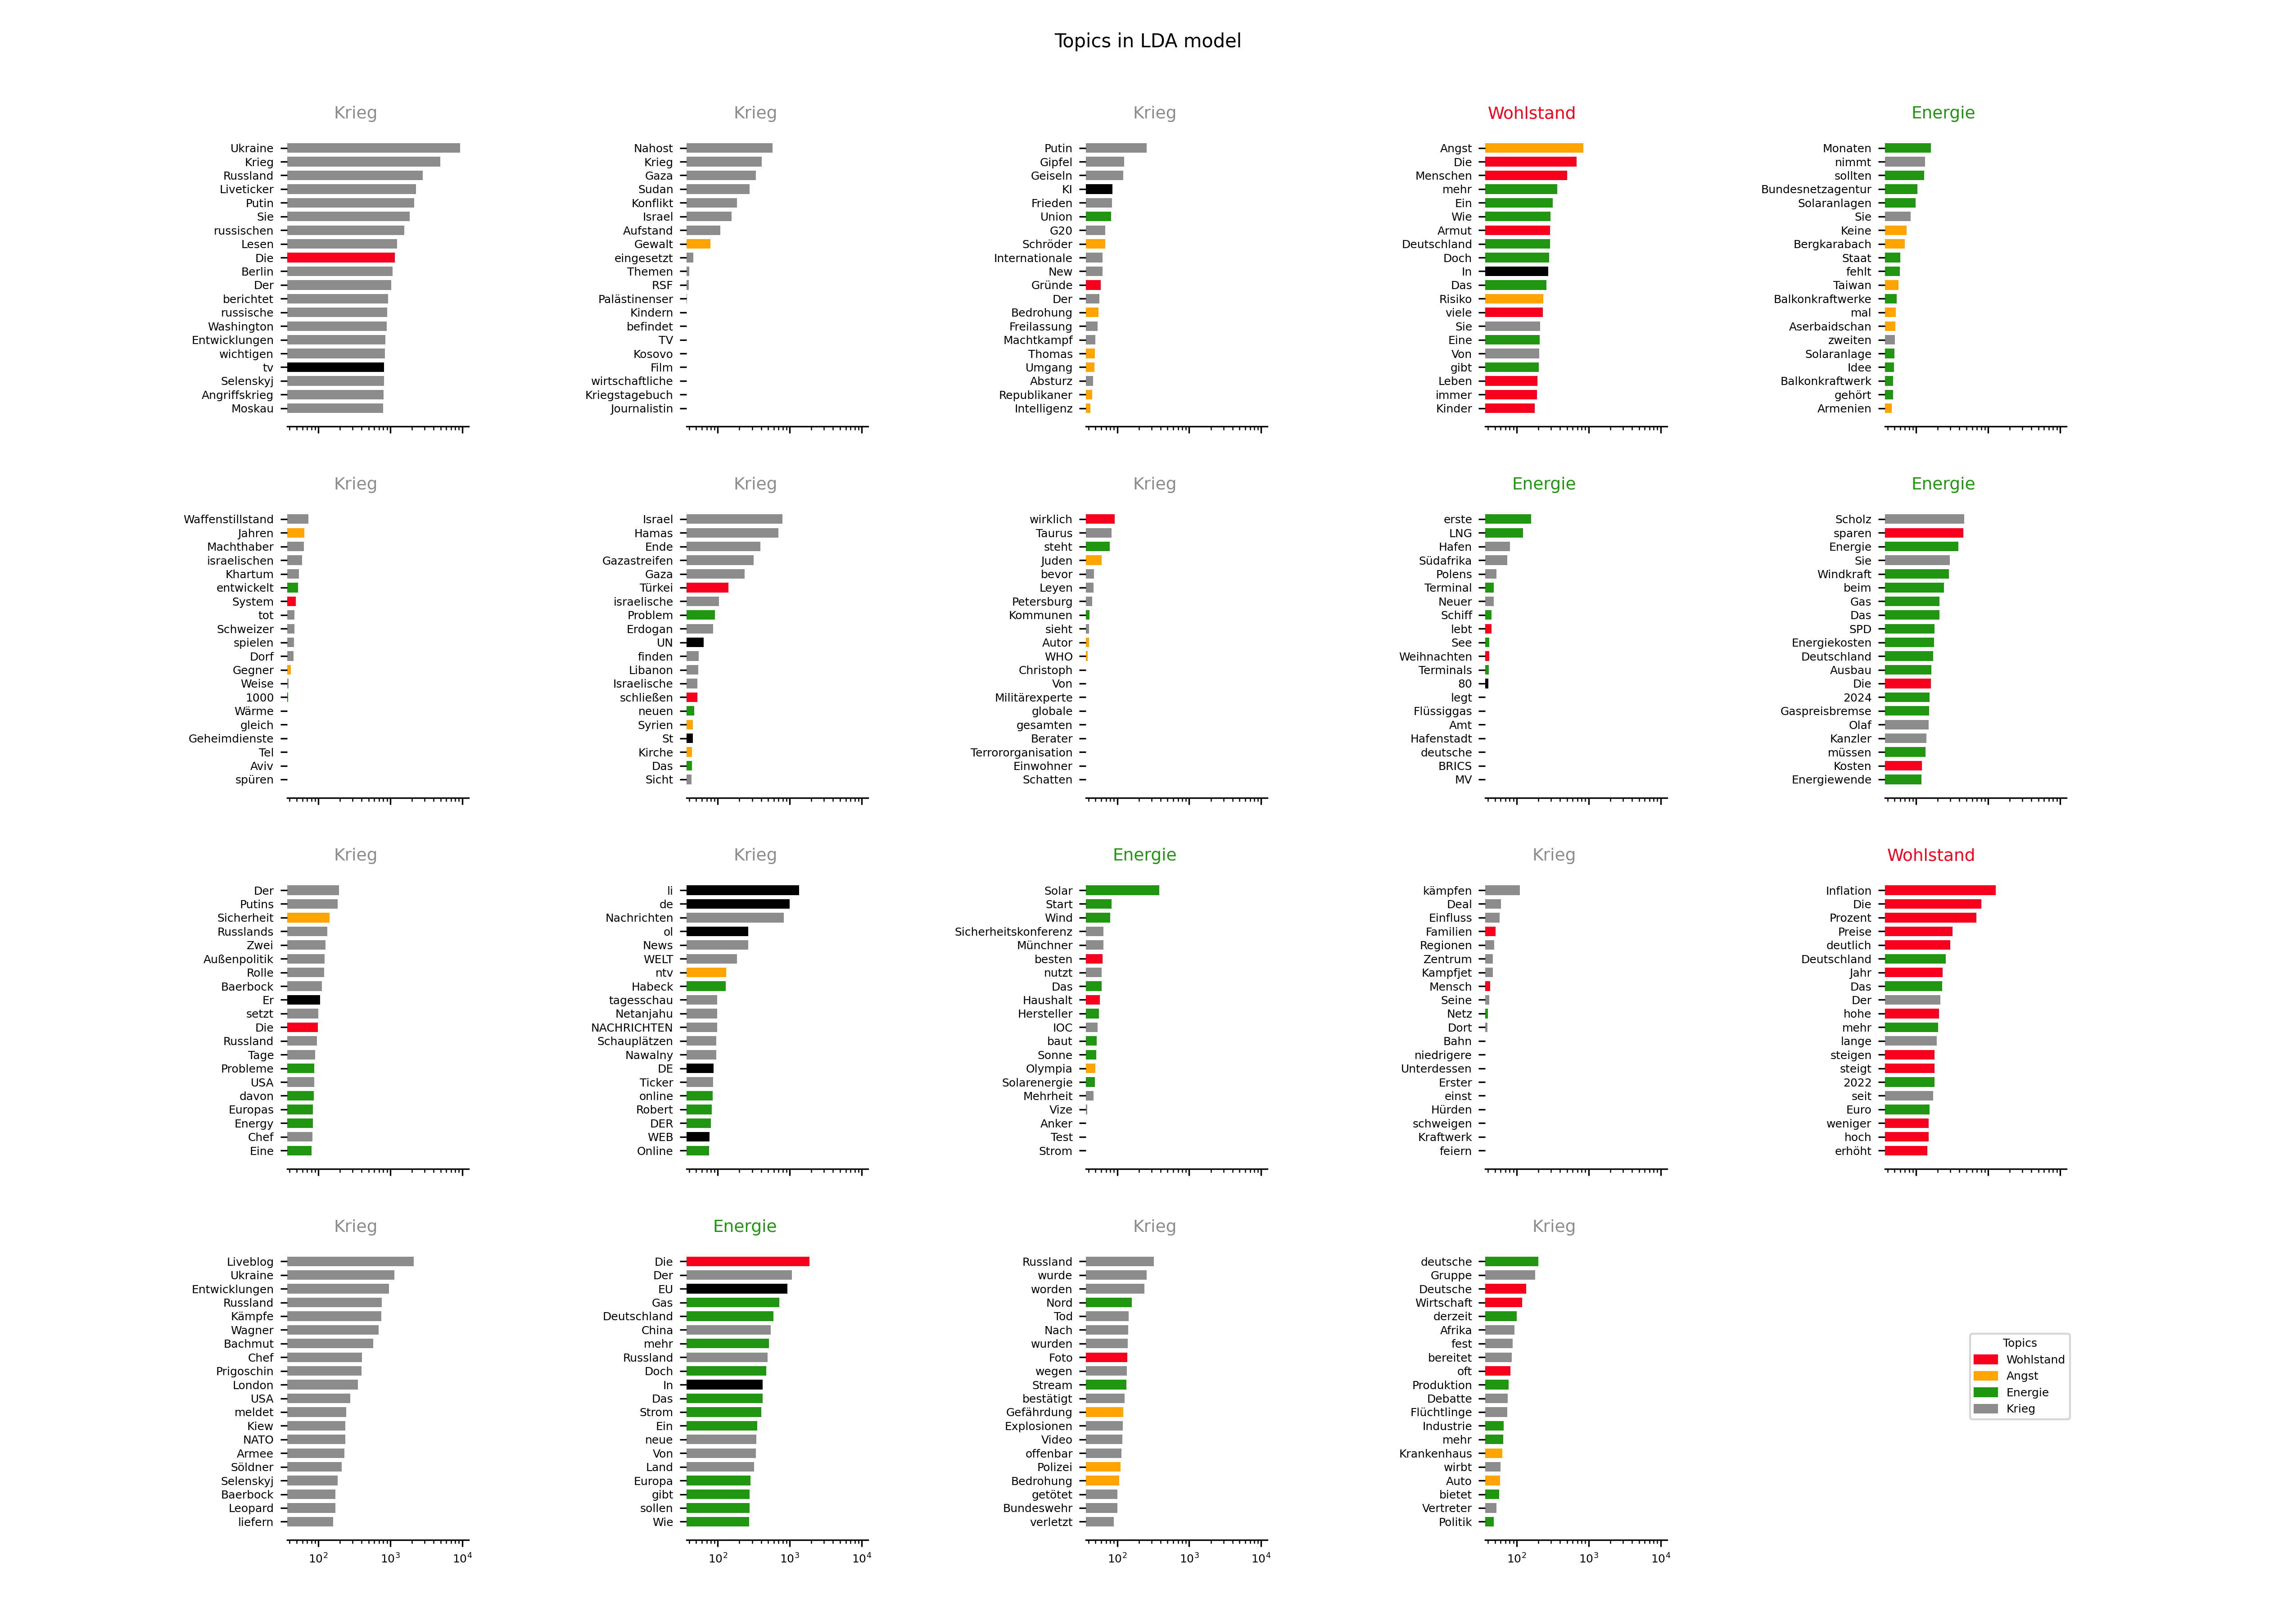 Topics in LDA model
Krieg
Ukraine
Krieg
Russland
Liveticker
Putin
Sie
russischen
Lesen
Die
Berlin
Der
berichtet
russische
Washington
Entwicklungen
wichtigen
tv
Selenskyj
Angriffskrieg
Moskau
Krieg
Nahost
Krieg
Gaza
Sudan
Konflikt
Israel
Aufstand
Gewalt
eingesetzt
Themen
RSF
Palästinenser
Kindern
befindet
TV
Kosovo
Film
wirtschaftliche
Kriegstagebuch
Journalistin
Krieg
Putin
Gipfel
Geiseln
KI
Frieden
Union
G20
Schröder
Internationale
New
Gründe
Der
Bedrohung
Freilassung
Machtkampf
Thomas
Umgang
Absturz
Republikaner
Intelligenz
Wohlstand
Angst
Die
Menschen
mehr
Ein
Wie
Armut
Deutschland
Doch
In
Das
Risiko
viele
Sie
Eine
Von
gibt
Leben
immer
Kinder
Energie
Monaten
nimmt
sollten
Bundesnetzagentur
Solaranlagen
Sie
Keine
Bergkarabach
Staat
fehlt
Taiwan
Balkonkraftwerke
mal
Aserbaidschan
zweiten
Solaranlage
Idee
Balkonkraftwerk
gehört
Armenien
Krieg
Waffenstillstand
Jahren
Machthaber
israelischen
Khartum
entwickelt
System
tot
Schweizer
spielen
Dorf
Gegner
Weise
1000
Wärme
gleich
Geheimdienste
Tel
Aviv
spüren
Krieg
Israel
Hamas
Ende
Gazastreifen
Gaza
Türkei
israelische
Problem
Erdogan
UN
finden
Libanon
Israelische
schließen
neuen
Syrien
St
Kirche
Das
Sicht
Krieg
wirklich
Taurus
steht
Juden
bevor
Leyen
Petersburg
Kommunen
sieht
Autor
WHO
Christoph
Von
Militärexperte
globale
gesamten
Berater
Terrororganisation
Einwohner
Schatten
Energie
erste
LNG
Hafen
Südafrika
Polens
Terminal
Neuer
Schiff
lebt
See
Weihnachten
Terminals
80
legt
Flüssiggas
Amt
Hafenstadt
deutsche
BRICS
MV
Energie
Scholz
sparen
Energie
Sie
Windkraft
beim
Gas
Das
SPD
Energiekosten
Deutschland
Ausbau
Die
2024
Gaspreisbremse
Olaf
Kanzler
müssen
Kosten
Energiewende
Krieg
Der
Putins
Sicherheit
Russlands
Zwei
Außenpolitik
Rolle
Baerbock
Er
setzt
Die
Russland
Tage
Probleme
USA
davon
Europas
Energy
Chef
Eine
Krieg
li
de
Nachrichten
ol
News
WELT
ntv
Habeck
tagesschau
Netanjahu
NACHRICHTEN
Schauplätzen
Nawalny
DE
Ticker
online
Robert
DER
WEB
Online
Energie
Solar
Start
Wind
Sicherheitskonferenz
Münchner
besten
nutzt
Das
Haushalt
Hersteller
IOC
baut
Sonne
Olympia
Solarenergie
Mehrheit
Vize
Anker
Test
Strom
Krieg
kämpfen
Deal
Einfluss
Familien
Regionen
Zentrum
Kampfjet
Mensch
Seine
Netz
Dort
Bahn
niedrigere
Unterdessen
Erster
einst
Hürden
schweigen
Kraftwerk
feiern
Wohlstand
Inflation
Die
Prozent
Preise
deutlich
Deutschland
Jahr
Das
Der
hohe
mehr
lange
steigen
steigt
2022
seit
Euro
weniger
hoch
erhöht
Krieg
Liveblog
Ukraine
Entwicklungen
Russland
Kämpfe
Wagner
Bachmut
Chef
Prigoschin
London
USA
meldet
Kiew
NATO
Armee
Söldner
Selenskyj
Baerbock
Leopard
liefern
10² 10³ 10⁴
Energie
Die
Der
EU
Gas
Deutschland
China
mehr
Russland
Doch
In
Das
Strom
Ein
neue
Von
Land
Europa
gibt
sollen
Wie
10² 10³ 10⁴
Krieg
Russland
wurde
worden
Nord
Tod
Nach
wurden
Foto
wegen
Stream
bestätigt
Gefährdung
Explosionen
Video
offenbar
Polizei
Bedrohung
getötet
Bundeswehr
verletzt
10² 10³ 10⁴
Krieg
deutsche
Gruppe
Deutsche
Wirtschaft
derzeit
Afrika
fest
bereitet
oft
Produktion
Debatte
Flüchtlinge
Industrie
mehr
Krankenhaus
wirbt
Auto
bietet
Vertreter
Politik
10² 10³ 10⁴
Topics
Wohlstand
Angst
Energie
Krieg